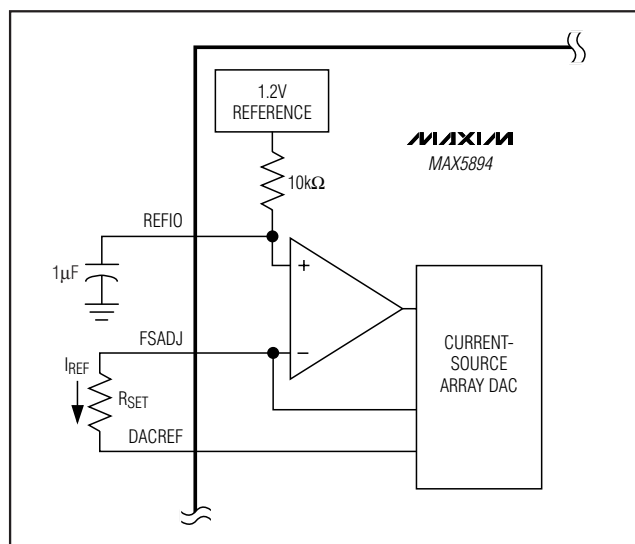 1.2V
REFERENCE
MAXIM
MAX5894
10kΩ
REFIO
1μF
+
FSADJ
−
CURRENT-
SOURCE
ARRAY DAC
IREF
RSET
DACREF